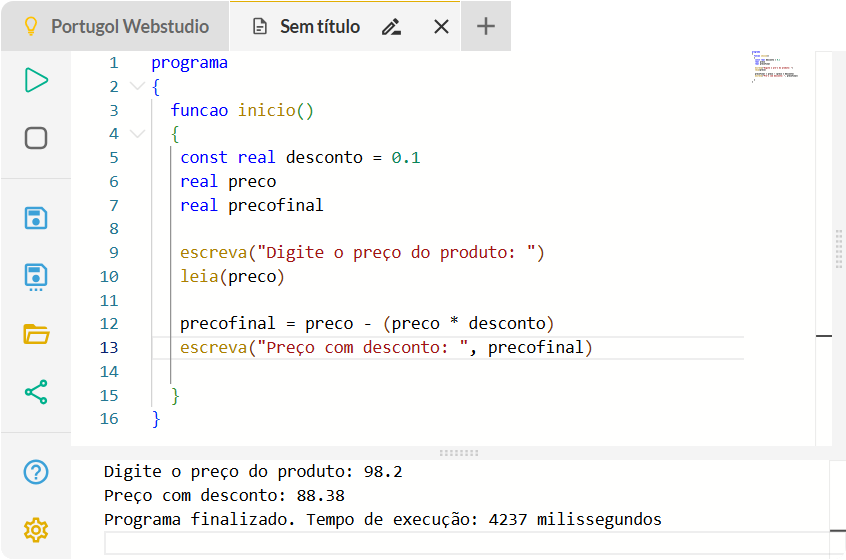 Portugol Webstudio
Sem título
1 programa
2 {
3 funcao inicio()
4 {
5 const real desconto = 0.1
6 real preco
7 real precofinal
8
9 escreva("Digite o preço do produto: ")
10 leia(preco)
11
12 precofinal = preco - (preco * desconto)
13 escreva("Preço com desconto: ", precofinal)
14
15 }
16 }
Digite o preço do produto: 98.2
Preço com desconto: 88.38
Programa finalizado. Tempo de execução: 4237 milissegundos